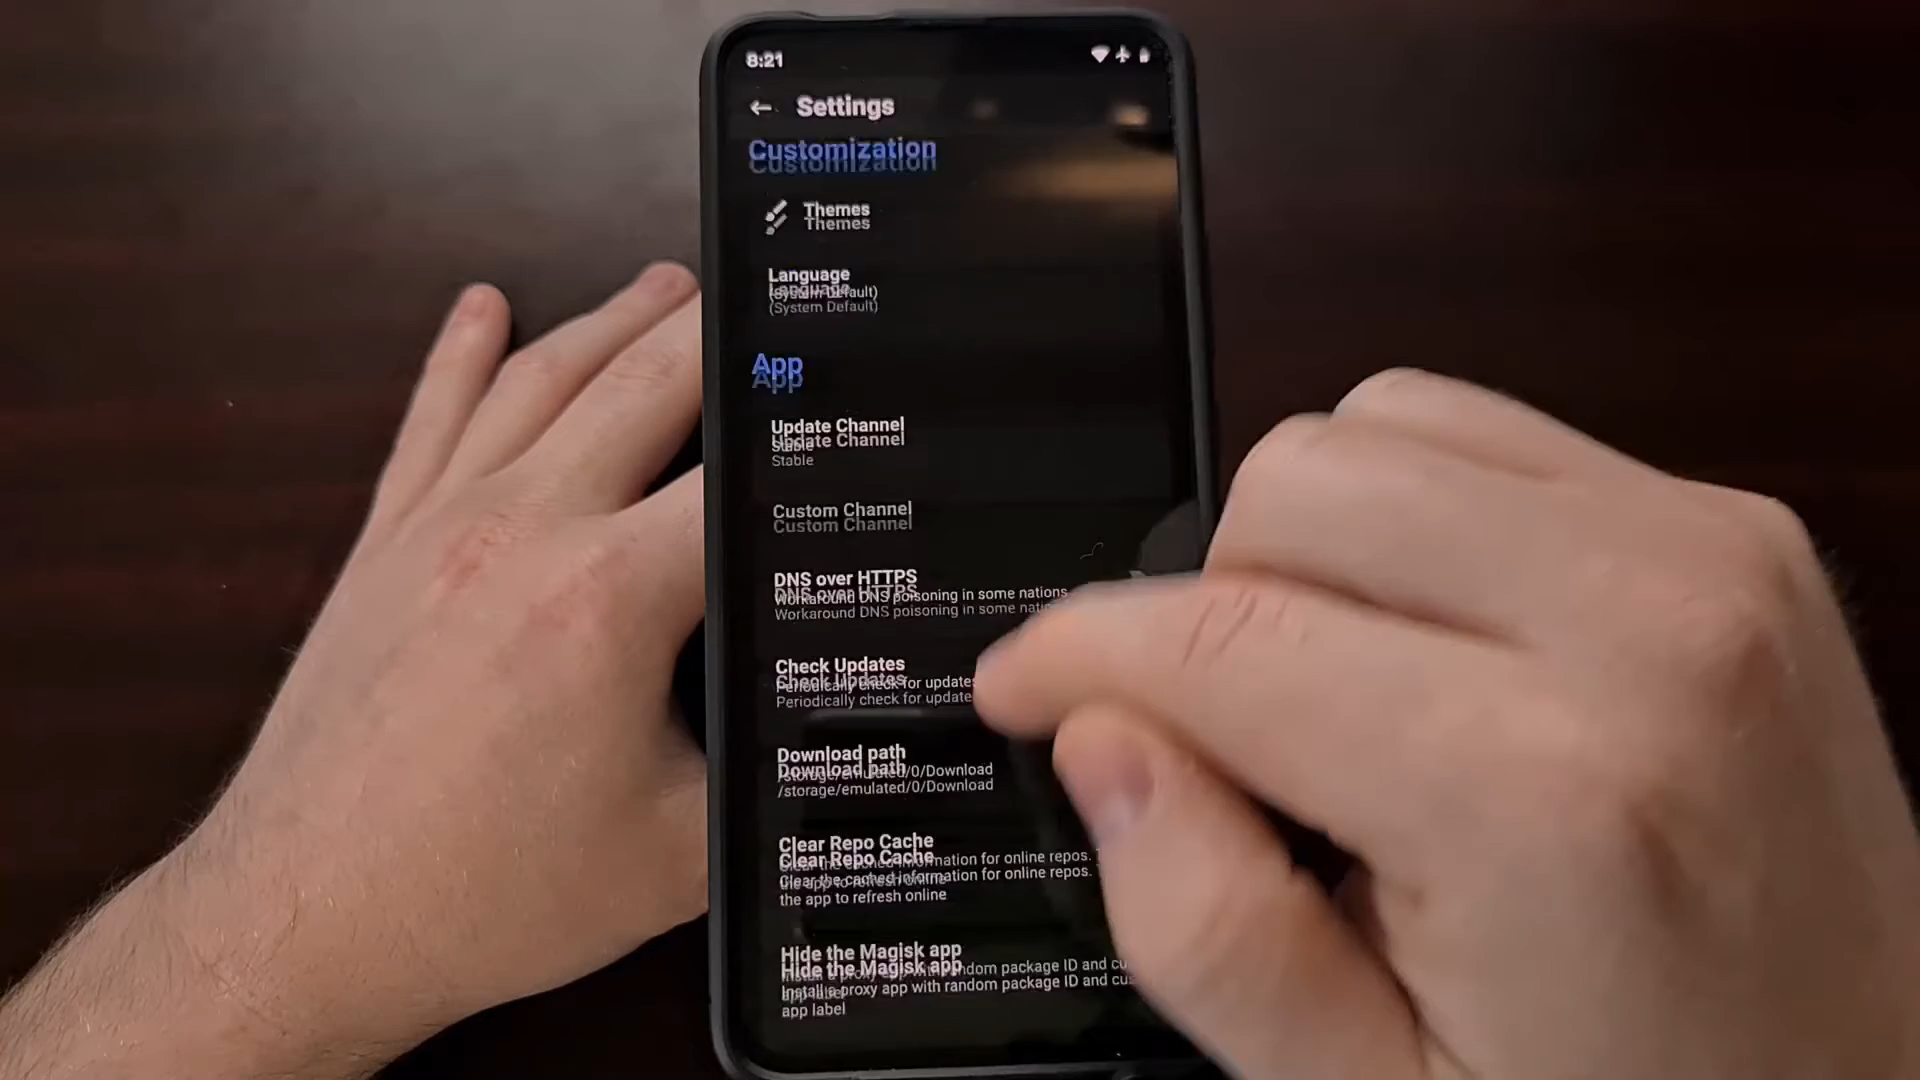 8:21
Settings
Customization
Themes
Language
(System Default)
App
Update Channel
Stable
Custom Channel
DNS over HTTPS
Workaround DNS poisoning in some nations
Check Updates
Periodically check for updates
Download path
/storage/emulated/0/Download
Clear Repo Cache
Clear the cached information for online repos.
the app to refresh online
Hide the Magisk app
Install a proxy app with random package ID and
app label